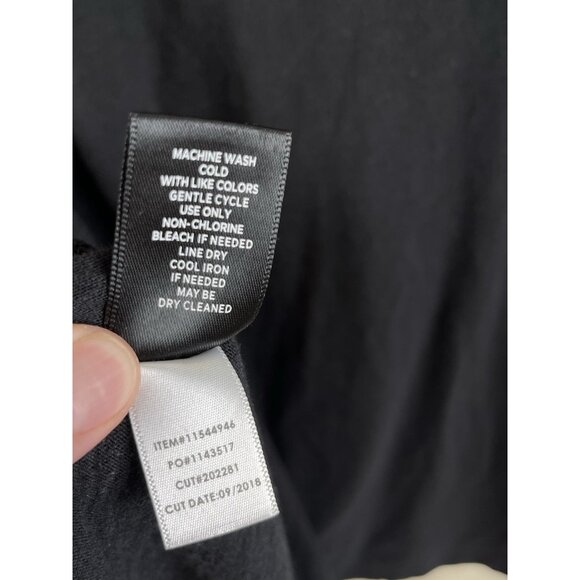 MACHINE WASH
COLD
WITH LIKE COLORS
GENTLE CYCLE
USE ONLY
NON-CHLORINE
BLEACH IF NEEDED
LINE DRY
COOL IRON
IF NEEDED
MAY BE
DRY CLEANED
ITEM#11544946
PO#1143517
CUT#202281
CUT DATE:09/2018